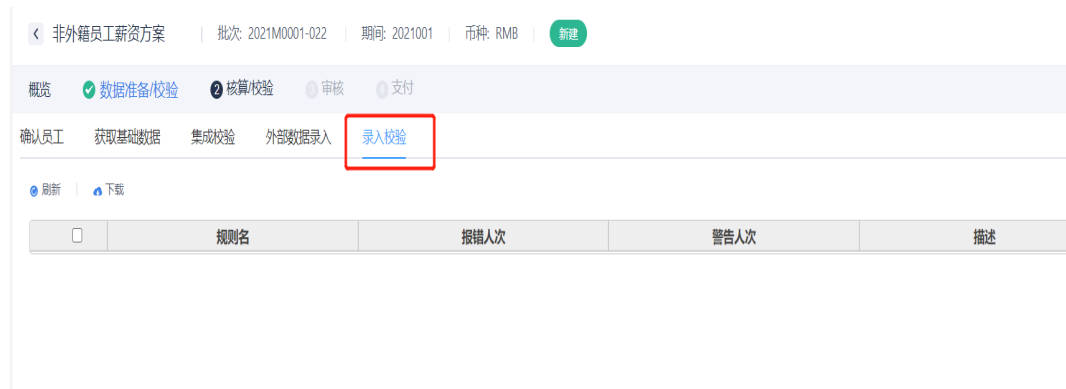 非外籍员工薪资方案 批次: 2021M0001-022 期间: 2021001 币种: RMB 新建
概览 数据准备/校验 2 核算/校验 3 审核 4 支付
确认员工 获取基础数据 集成校验 外部数据录入 录入校验
刷新 下载
规则名 报错人次 警告人次 描述